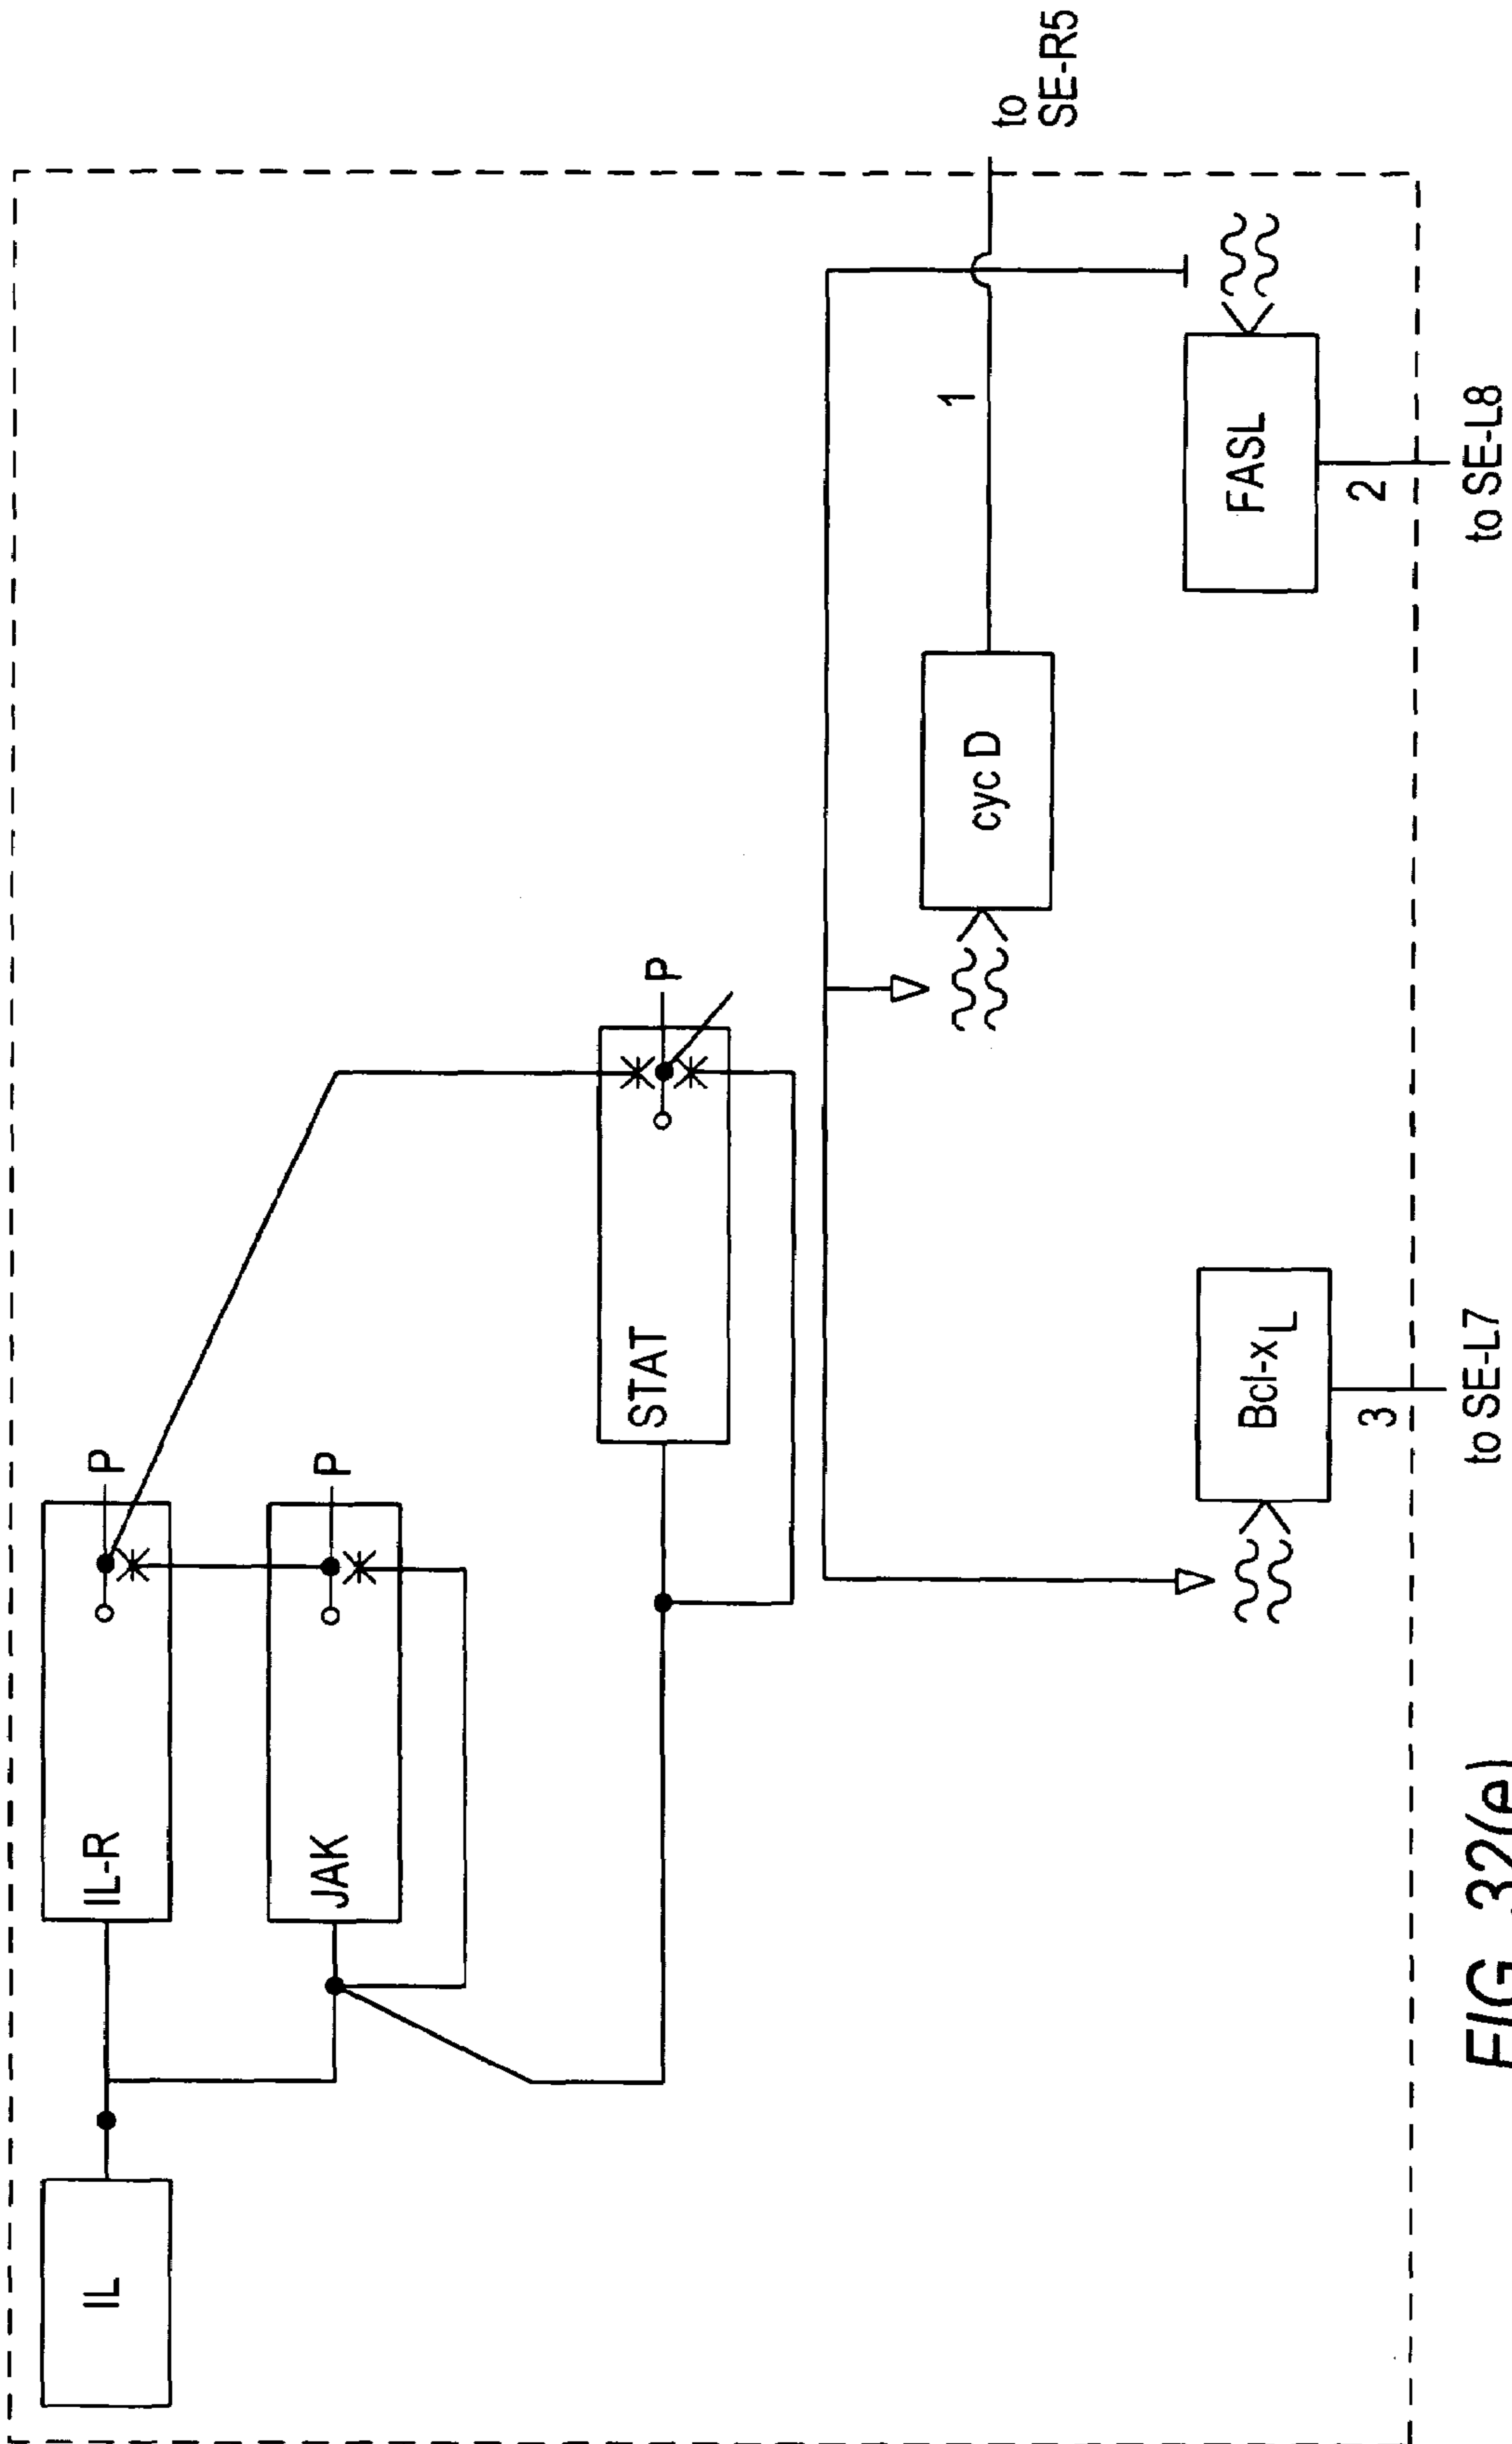 IL
IL-R
P
JAK
P
STAT
P
cyc D
1
to
SE-R5
Bcl-xL
3
to SE-L7
FASL
2
to SE-L8
FIG. 32(e)